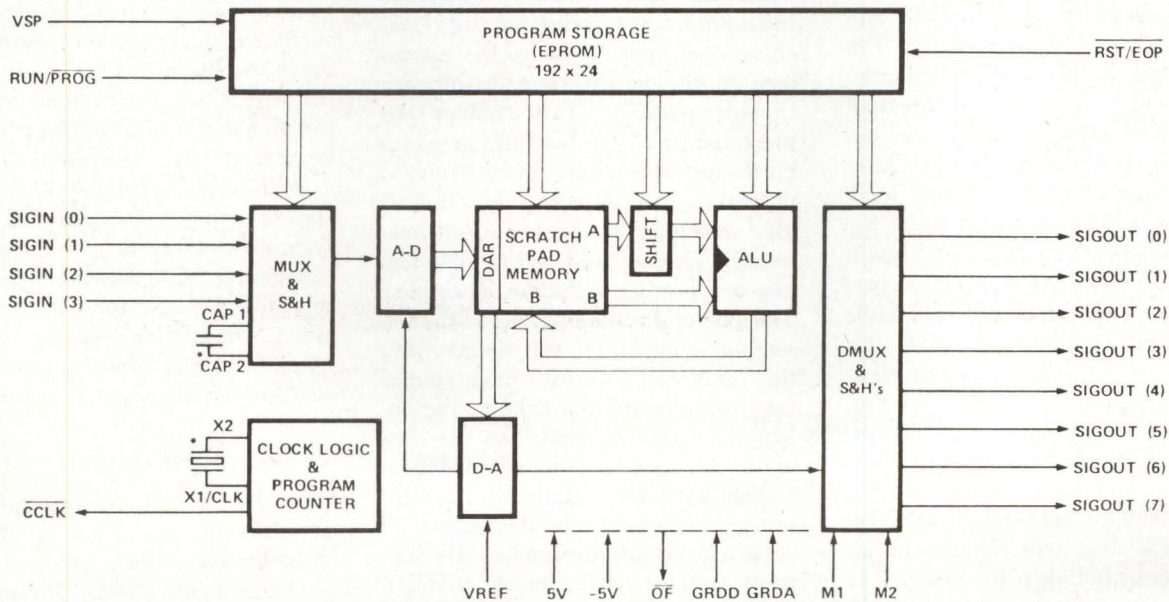 VSP
RUN/PROG
PROGRAM STORAGE
(EPROM)
192 x 24
RST/EOP
SIGIN (0)
SIGIN (1)
SIGIN (2)
SIGIN (3)
CAP 1
*
CAP 2
MUX
&
S&H
A-D
DAR
SCRATCH
PAD
MEMORY
A
B
B
SHIFT
ALU
DMUX
&
S&H's
SIGOUT (0)
SIGOUT (1)
SIGOUT (2)
SIGOUT (3)
SIGOUT (4)
SIGOUT (5)
SIGOUT (6)
SIGOUT (7)
X2
*
X1/CLK
CCLK
CLOCK LOGIC
&
PROGRAM
COUNTER
D-A
VREF
5V
-5V
OF
GRDD
GRDA
M1
M2